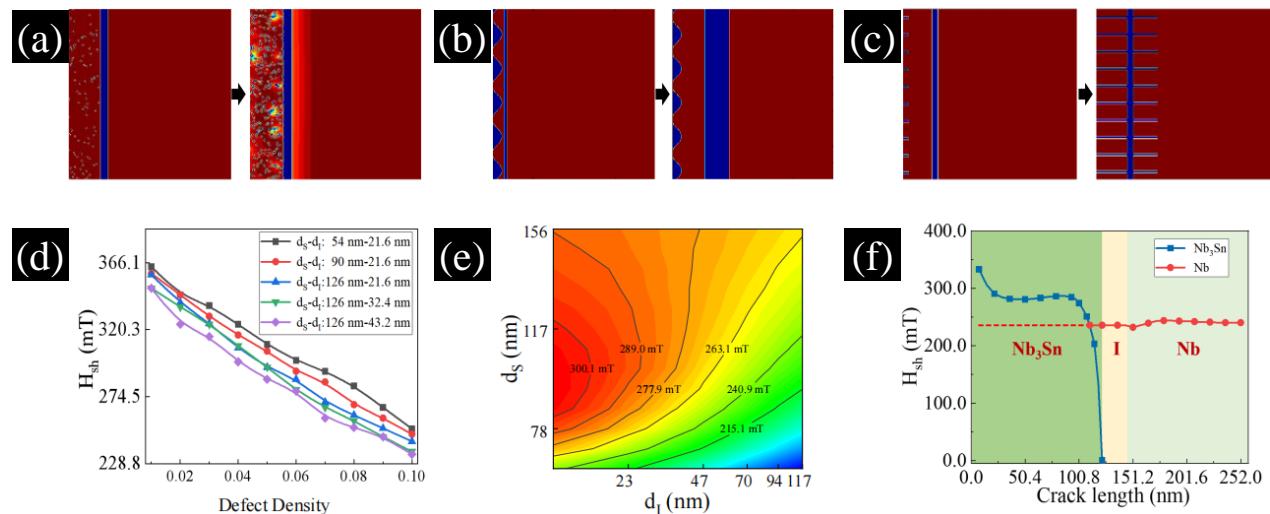 (a)
(b)
(c)
(d)
H_sh (mT)
366.1
320.3
274.5
228.8
0.02
0.04
0.06
0.08
0.10
Defect Density
d_S-d_I: 54 nm-21.6 nm
d_S-d_I: 90 nm-21.6 nm
d_S-d_I:126 nm-21.6 nm
d_S-d_I:126 nm-32.4 nm
d_S-d_I:126 nm-43.2 nm
(e)
d_S (nm)
156
117
78
300.1 mT
289.0 mT
277.9 mT
263.1 mT
240.9 mT
215.1 mT
23
47
70
94
117
d_I (nm)
(f)
H_sh (mT)
400.0
300.0
200.0
100.0
0.0
Nb₃Sn
Nb
Nb₃Sn
I
Nb
0.0
50.4
100.8
151.2
201.6
252.0
Crack length (nm)